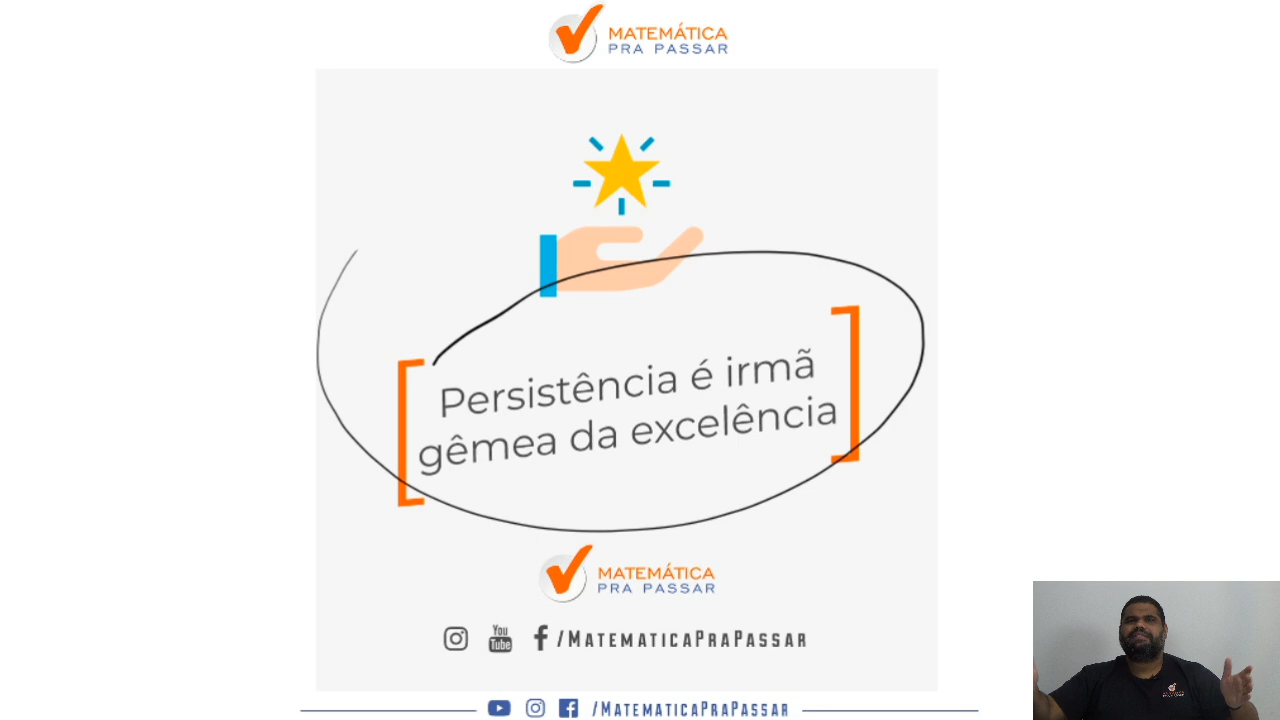 MATEMÁTICA
PRA PASSAR
Persistência é irmã
gêmea da excelência
MATEMÁTICA
PRA PASSAR
You
Tube
/MATEMATICAPRAPASSAR
/MATEMATICAPRAPASSAR